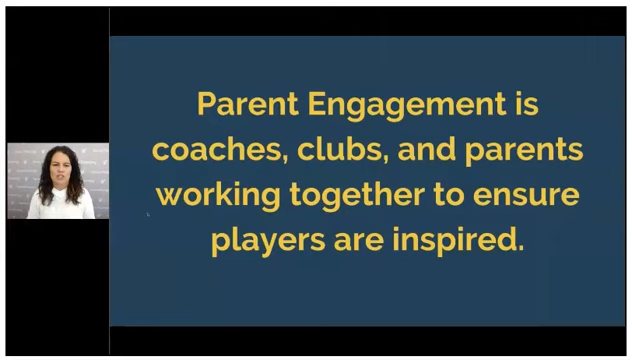 Parent Engagement is
coaches, clubs, and parents
working together to ensure
players are inspired.